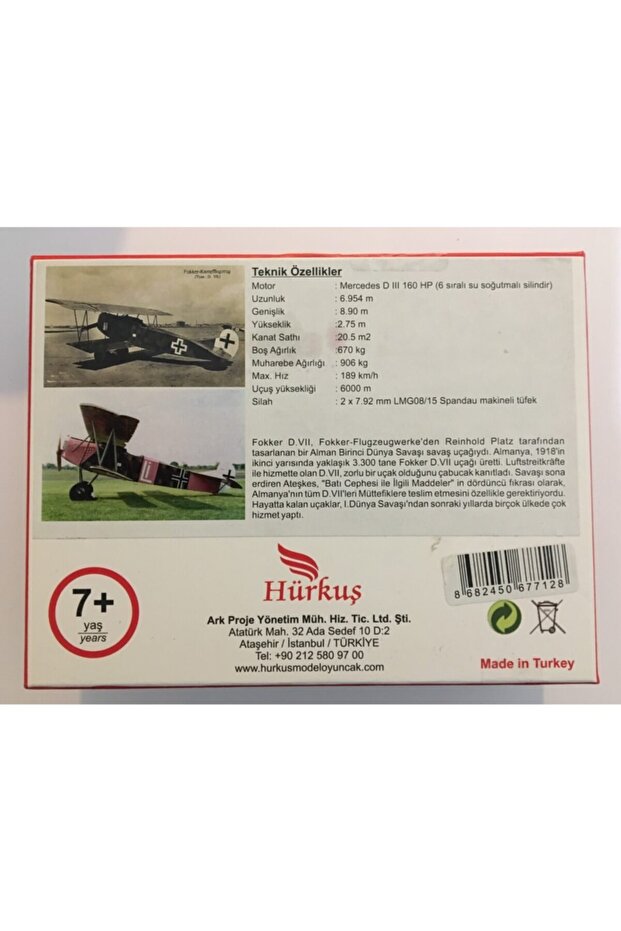 Fokker-Kampfflugzeug
(Type. D. VII.)
Teknik Özellikler
Motor : Mercedes D III 160 HP (6 sıralı su soğutmalı silindir)
Uzunluk : 6.954 m
Genişlik : 8.90 m
Yükseklik :2.75 m
Kanat Sathı :20.5 m2
Boş Ağırlık :670 kg
Muharebe Ağırlığı : 906 kg
Max. Hız : 189 km/h
Uçuş yüksekliği : 6000 m
Silah : 2 x 7.92 mm LMG08/15 Spandau makineli tüfek
Fokker D.VII, Fokker-Flugzeugwerke'den Reinhold Platz tarafından
tasarlanan bir Alman Birinci Dünya Savaşı savaş uçağıydı. Almanya, 1918'in
ikinci yarısında yaklaşık 3.300 tane Fokker D.VII uçağı üretti. Luftstreitkräfte
ile hizmette olan D.VII, zorlu bir uçak olduğunu çabucak kanıtladı. Savaşı sona
erdiren Ateşkes, "Batı Cephesi ile İlgili Maddeler" in dördüncü fıkrası olarak,
Almanya'nın tüm D.VII'leri Müttefiklere teslim etmesini özellikle gerektiriyordu.
Hayatta kalan uçaklar, I.Dünya Savaşı'ndan sonraki yıllarda birçok ülkede çok
hizmet yaptı.
7+
yaş
years
Hürkuş
Ark Proje Yönetim Müh. Hiz. Tic. Ltd. Şti.
Atatürk Mah. 32 Ada Sedef 10 D:2
Ataşehir / İstanbul / TÜRKİYE
Tel: +90 212 580 97 00
www.hurkusmodeloyuncak.com
8 682450 677128
Made in Turkey